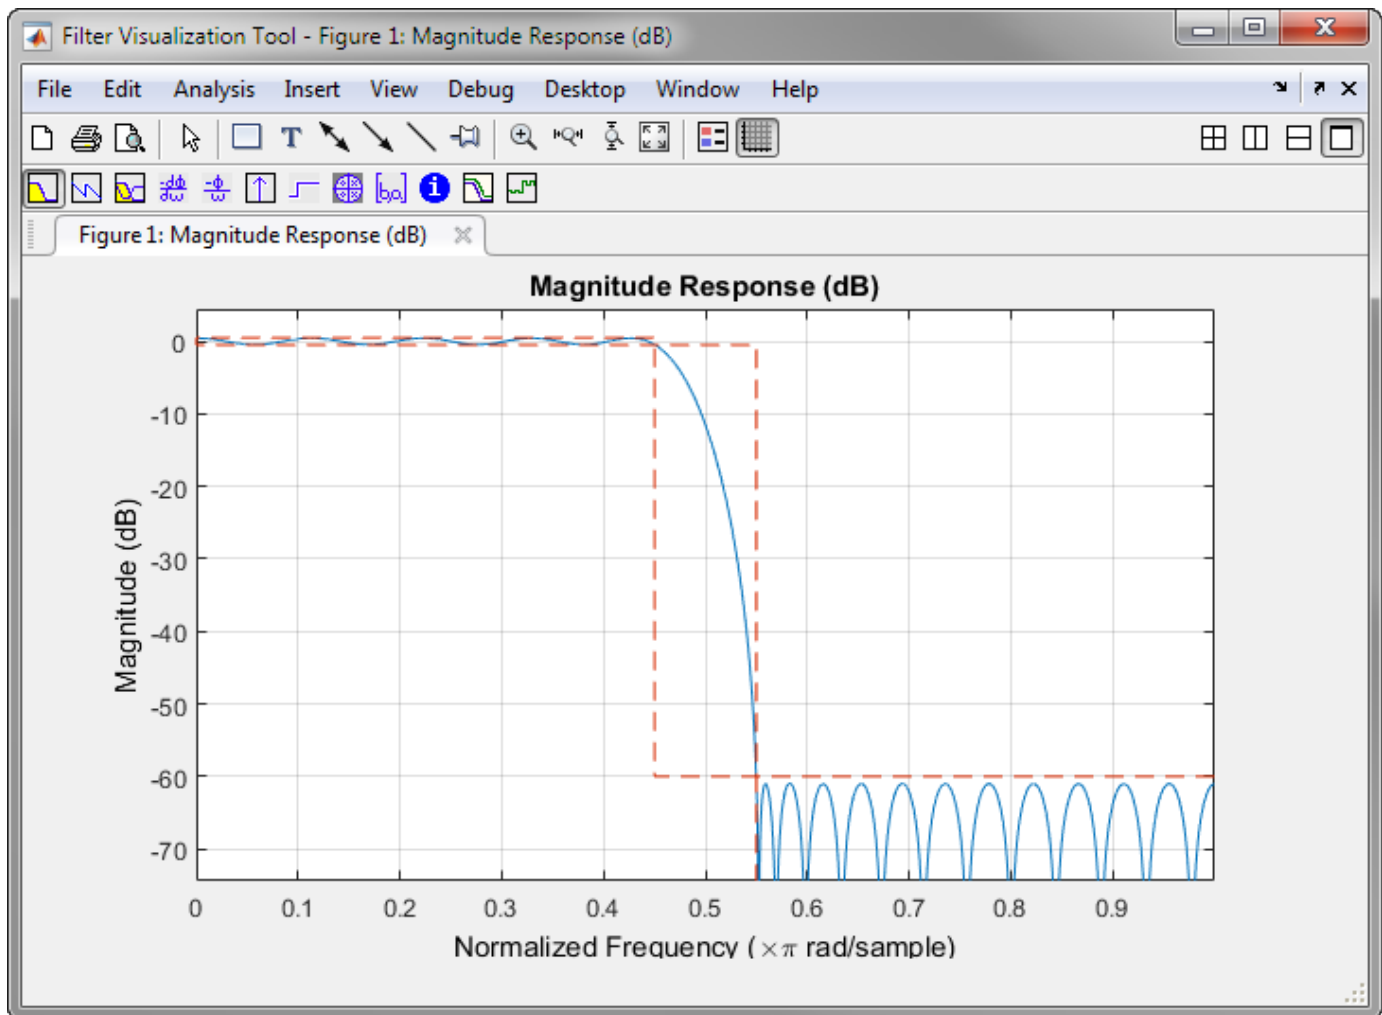 Filter Visualization Tool - Figure 1: Magnitude Response (dB)
File Edit Analysis Insert View Debug Desktop Window Help
Figure 1: Magnitude Response (dB)
Magnitude Response (dB)
0
-10
-20
-30
-40
-50
-60
-70
Magnitude (dB)
0 0.1 0.2 0.3 0.4 0.5 0.6 0.7 0.8 0.9
Normalized Frequency (×π rad/sample)